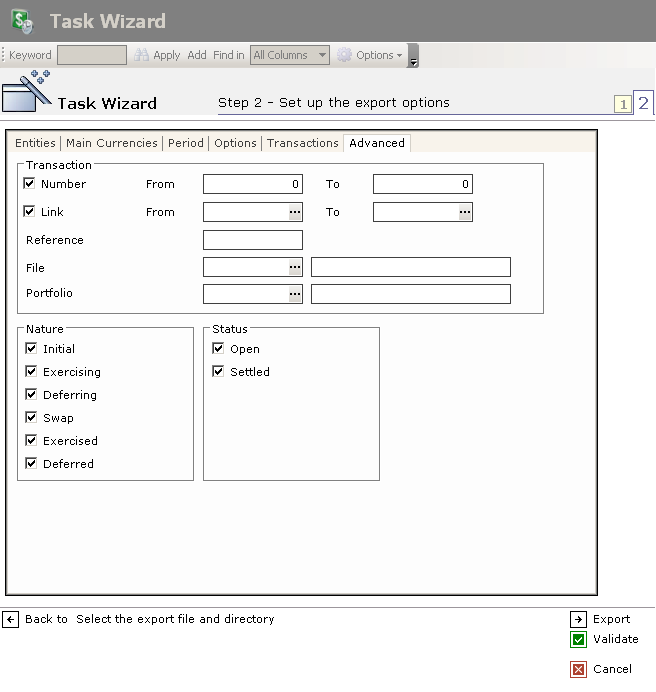 Task Wizard
Keyword Apply Add Find in All Columns Options
Task Wizard Step 2 - Set up the export options 1 2
Entities Main Currencies Period Options Transactions Advanced
Transaction
Number From 0 To 0
Link From ... To ...
Reference
File ...
Portfolio ...
Nature Status
Initial Open
Exercising Settled
Deferring
Swap
Exercised
Deferred
Back to Select the export file and directory Export
Validate
Cancel